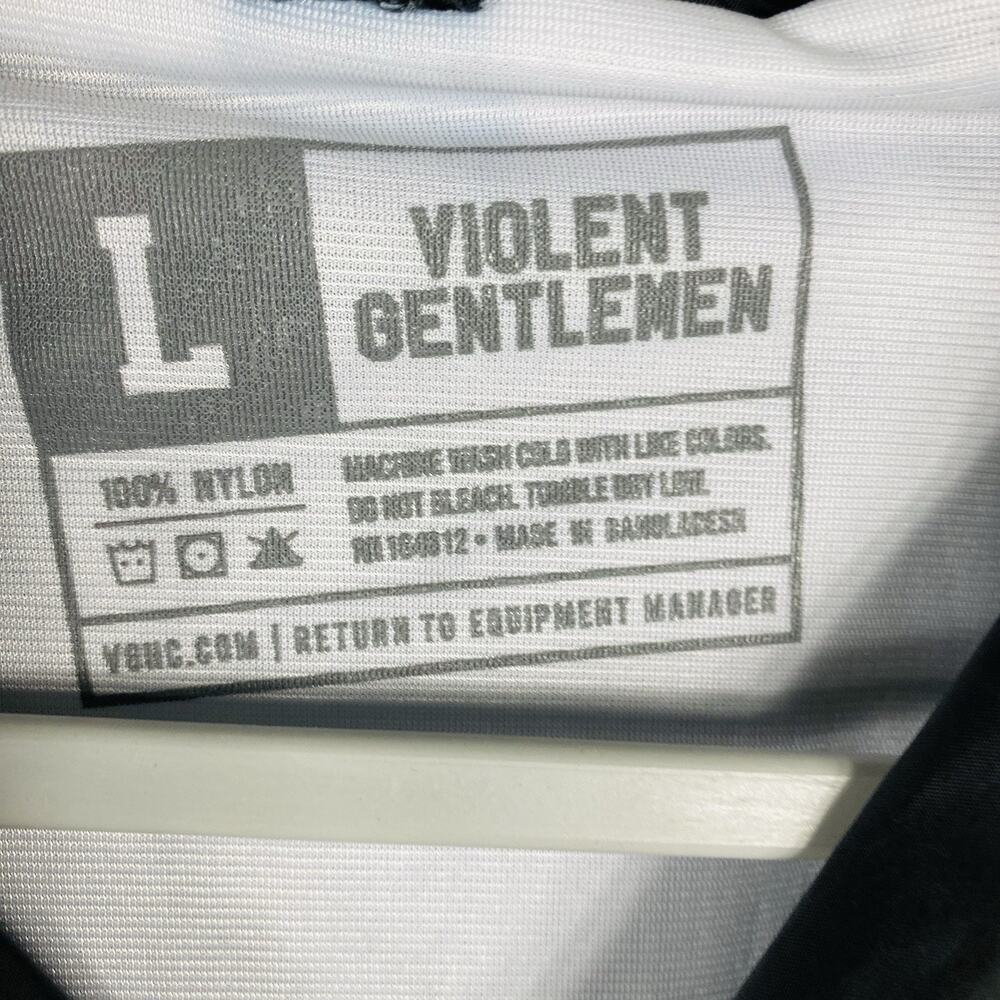 L
VIOLENT
GENTLEMEN
100% NYLON
MACHINE WASH COLD WITH LIKE COLORS.
DO NOT BLEACH. TUMBLE DRY LOW.
MADE IN BANGLADESH
VGHC.COM | RETURN TO EQUIPMENT MANAGER